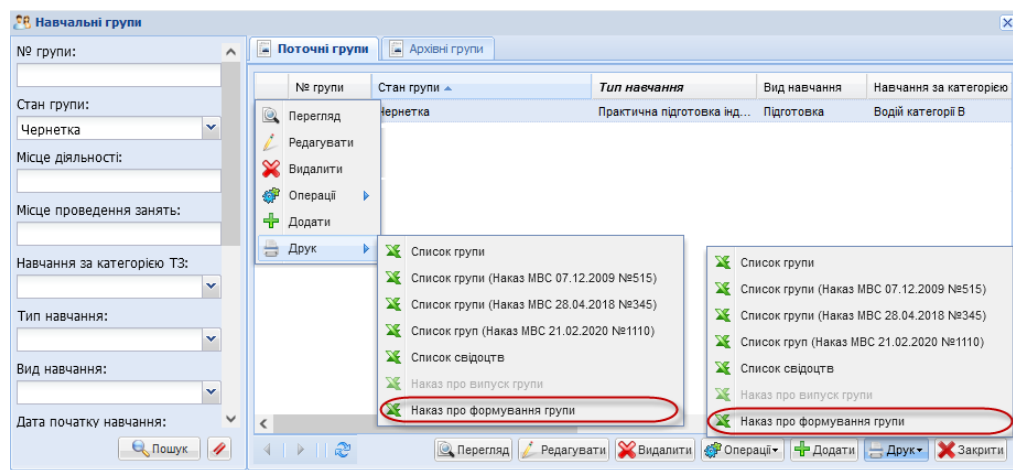 Навчальні групи
№ групи:
Стан групи:
Чернетка
Місце діяльності:
Місце проведення занять:
Навчання за категорією ТЗ:
Тип навчання:
Вид навчання:
Дата початку навчання:
Пошук
Поточні групи Архівні групи
№ групи Стан групи Тип навчання Вид навчання Навчання за категорією
Чернетка Практична підготовка інд... Підготовка Водій категорії В
Перегляд
Редагувати
Видалити
Операції
Додати
Друк
Список групи
Список групи (Наказ МВС 07.12.2009 №515)
Список групи (Наказ МВС 28.04.2018 №345)
Список груп (Наказ МВС 21.02.2020 №1110)
Список свідоцтв
Наказ про випуск групи
Наказ про формування групи
Список групи
Список групи (Наказ МВС 07.12.2009 №515)
Список групи (Наказ МВС 28.04.2018 №345)
Список груп (Наказ МВС 21.02.2020 №1110)
Список свідоцтв
Наказ про випуск групи
Наказ про формування групи
Перегляд Редагувати Видалити Операції Додати Друк Закрити